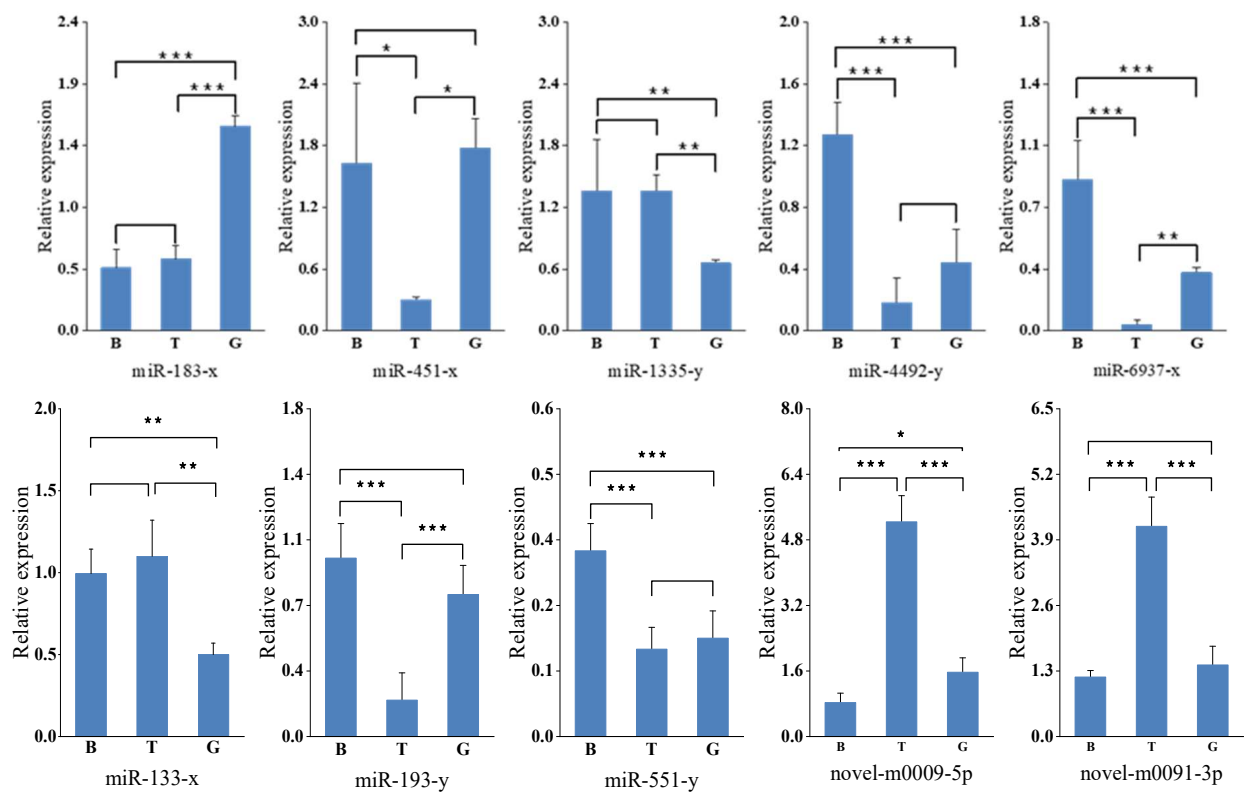 2.4
1.9
1.4
1.0
0.5
0.0
Relative expression
***
***
B T G
miR-183-x
3.0
2.4
1.8
1.2
0.6
0.0
Relative expression
*
*
B T G
miR-451-x
3.0
2.4
1.8
1.2
0.6
0.0
Relative expression
**
**
B T G
miR-1335-y
2.0
1.6
1.2
0.8
0.4
0.0
Relative expression
***
***
B T G
miR-4492-y
1.8
1.4
1.1
0.7
0.4
0.0
Relative expression
***
***
**
B T G
miR-6937-x
2.0
1.5
1.0
0.5
0.0
Relative expression
**
**
B T G
miR-133-x
1.8
1.4
1.1
0.7
0.4
0.0
Relative expression
***
***
B T G
miR-193-y
0.6
0.5
0.4
0.2
0.1
0.0
Relative expression
***
***
B T G
miR-551-y
8.0
6.4
4.8
3.2
1.6
0.0
Relative expression
*
*** ***
B T G
novel-m0009-5p
6.5
5.2
3.9
2.6
1.3
0.0
Relative expression
*** ***
B T G
novel-m0091-3p